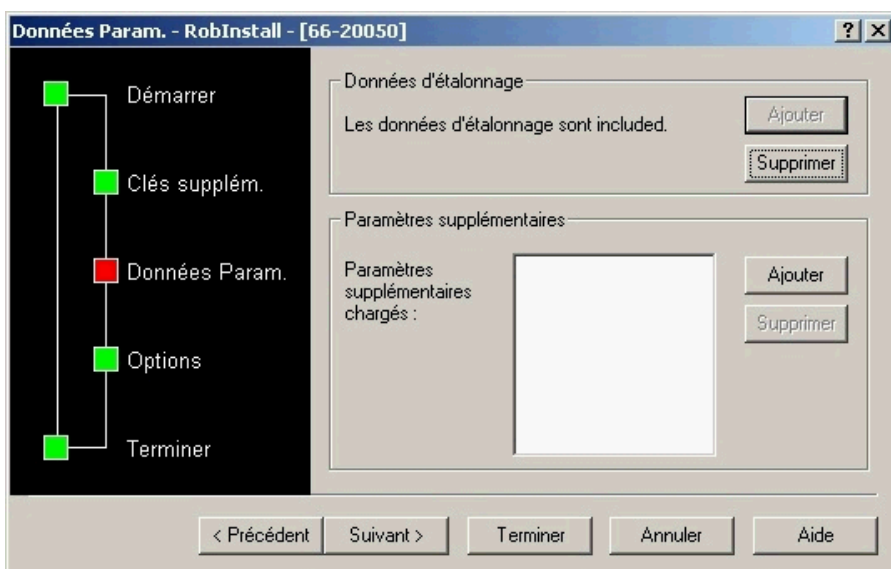 Données Param. - RobInstall - [66-20050]
Démarrer
Clés supplém.
Données Param.
Options
Terminer
Données d'étalonnage
Les données d'étalonnage sont included.
Ajouter
Supprimer
Paramètres supplémentaires
Paramètres
supplémentaires
chargés :
Ajouter
Supprimer
< Précédent
Suivant >
Terminer
Annuler
Aide